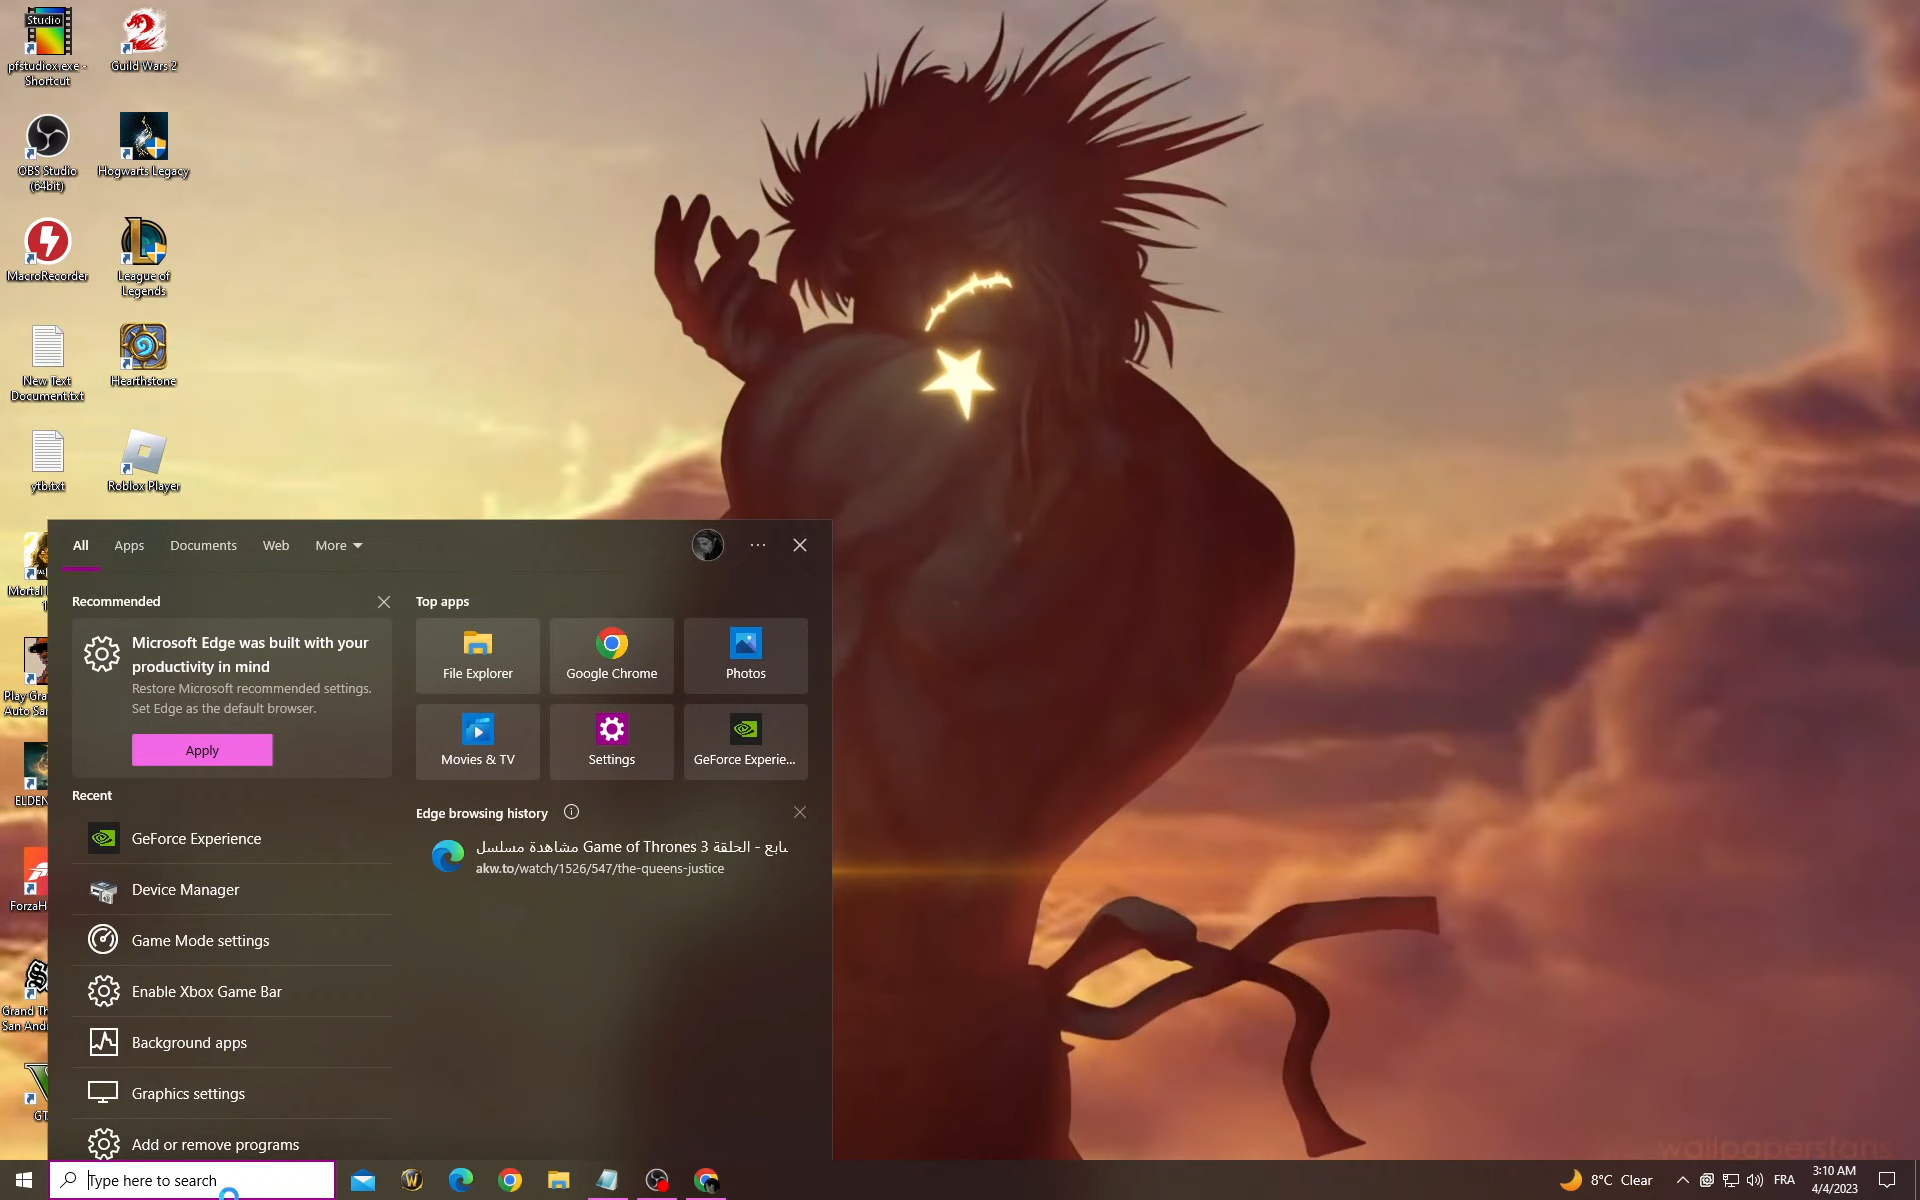 Studio
pfstudiox.exe -
Shortcut
Guild Wars 2
OBS Studio
(64bit)
Hogwarts Legacy
MacroRecorder
League of
Legends
New Text
Document.txt
Hearthstone
ytb.txt
Roblox Player
Mortal
1
Play Gra
Auto San
ELDEN
ForzaH
Grand Th
San Andr
GT
All
Apps
Documents
Web
More
Recommended
Microsoft Edge was built with your
productivity in mind
Restore Microsoft recommended settings.
Set Edge as the default browser.
Apply
Recent
GeForce Experience
Device Manager
Game Mode settings
Enable Xbox Game Bar
Background apps
Graphics settings
Add or remove programs
Top apps
File Explorer
Google Chrome
Photos
Movies & TV
Settings
GeForce Experie...
Edge browsing history
مشاهدة مسلسل Game of Thrones 3 الحلقة - سابع
akw.to/watch/1526/547/the-queens-justice
Type here to search
wallpapersfans
8°C Clear
FRA
3:10 AM
4/4/2023